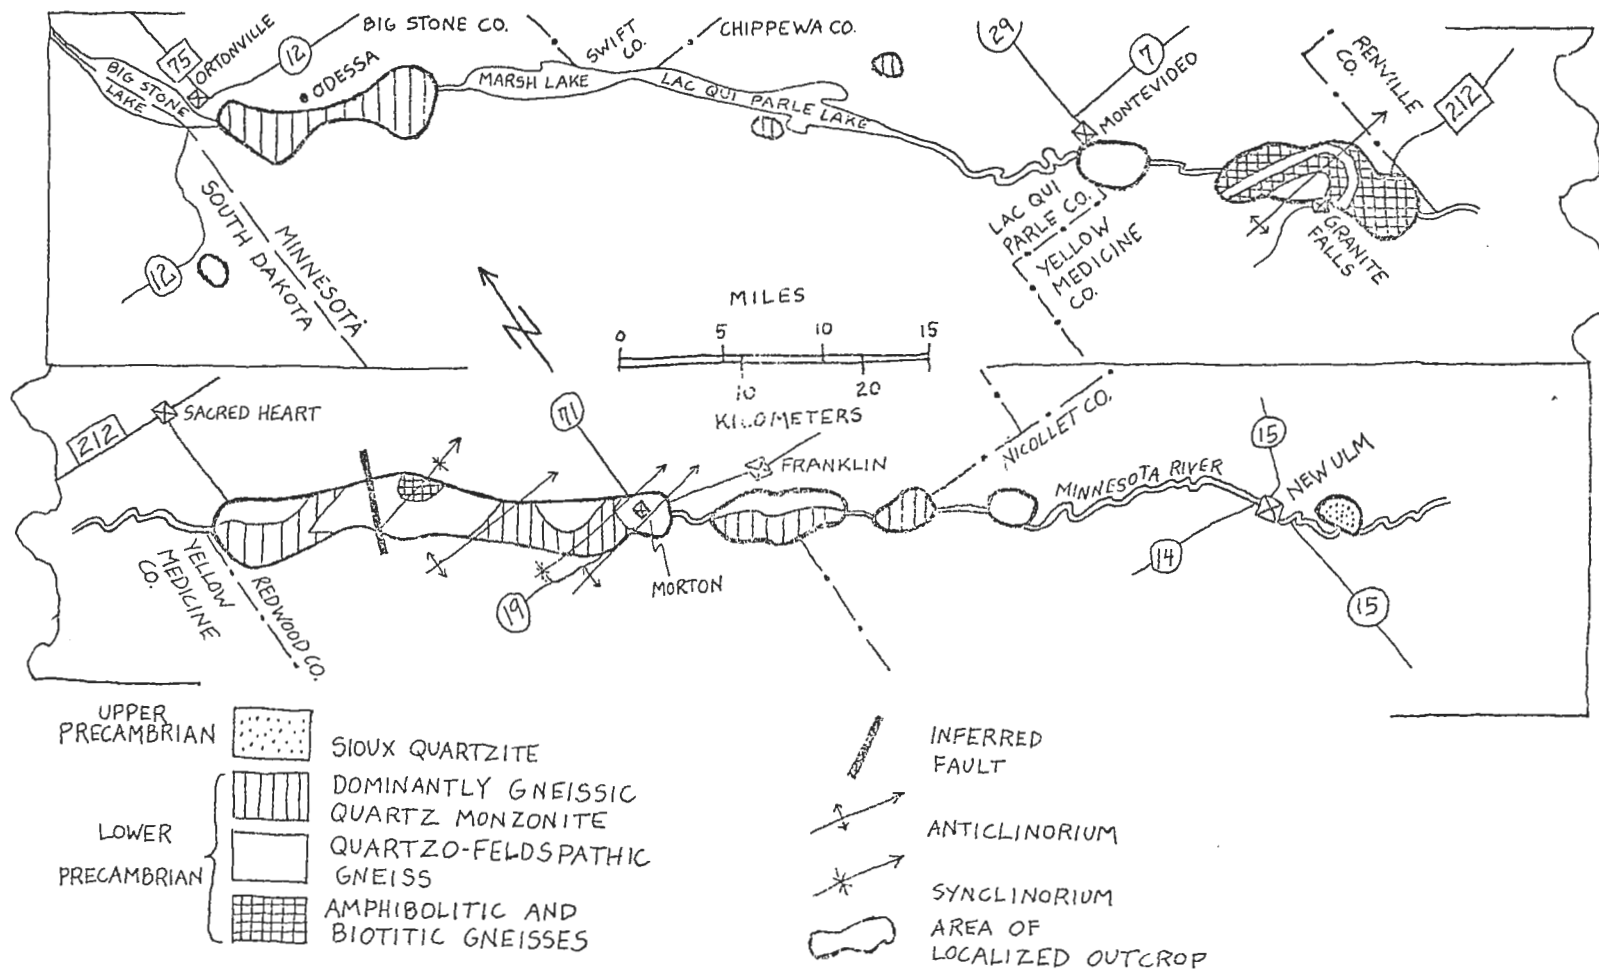 75
ORTONVILLE
12
BIG STONE CO.
SWIFT
CO.
CHIPPEWA CO.
29
7
RENVILLE
CO.
212
BIG STONE
LAKE
ODESSA
MARSH LAKE
LAC QUI PARLE LAKE
MONTEVIDEO
SOUTH DAKOTA
MINNESOTA
12
LAC QUI
PARLE CO.
YELLOW
MEDICINE
CO.
GRANITE
FALLS
N
MILES
0 5 10 15
10 20
KILOMETERS
212
SACRED HEART
71
FRANKLIN
NICOLLET CO.
MINNESOTA RIVER
15
NEW ULM
YELLOW
MEDICINE
CO.
REDWOOD CO.
19
MORTON
14
15
UPPER
PRECAMBRIAN
SIOUX QUARTZITE
LOWER
PRECAMBRIAN
DOMINANTLY GNEISSIC
QUARTZ MONZONITE
QUARTZO-FELDSPATHIC
GNEISS
AMPHIBOLITIC AND
BIOTITIC GNEISSES
INFERRED
FAULT
ANTICLINORIUM
SYNCLINORIUM
AREA OF
LOCALIZED OUTCROP